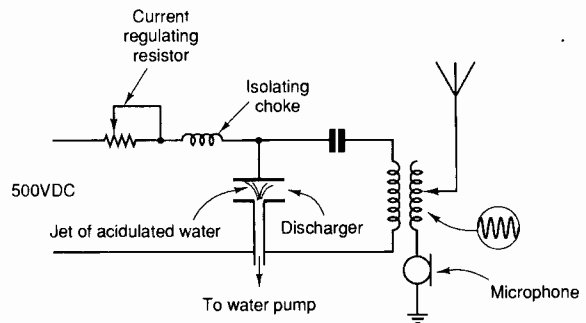 Current
regulating
resistor
Isolating
choke
500VDC
Jet of acidulated water
Discharger
Microphone
To water pump